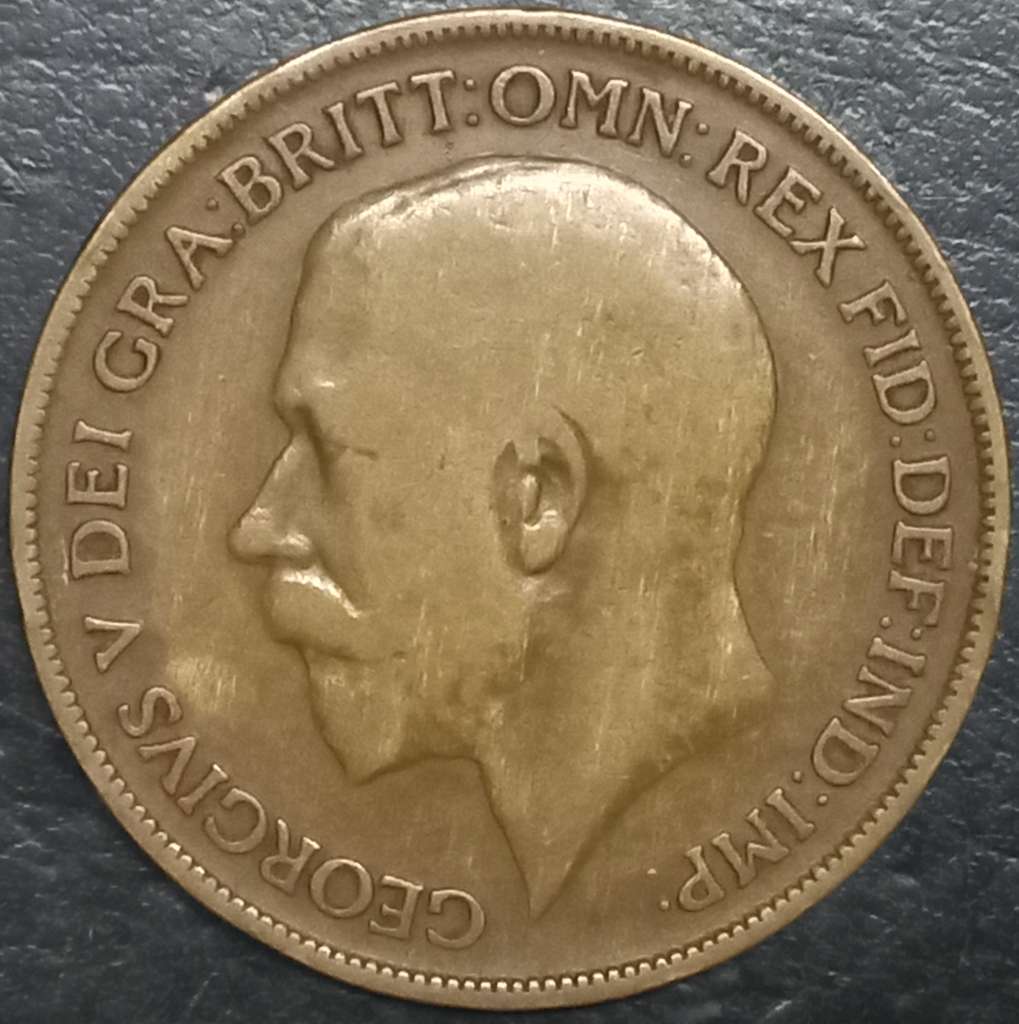 GEORGIVS V DEI GRA: BRITT: OMN: REX FID: DEF: IND: IMP.